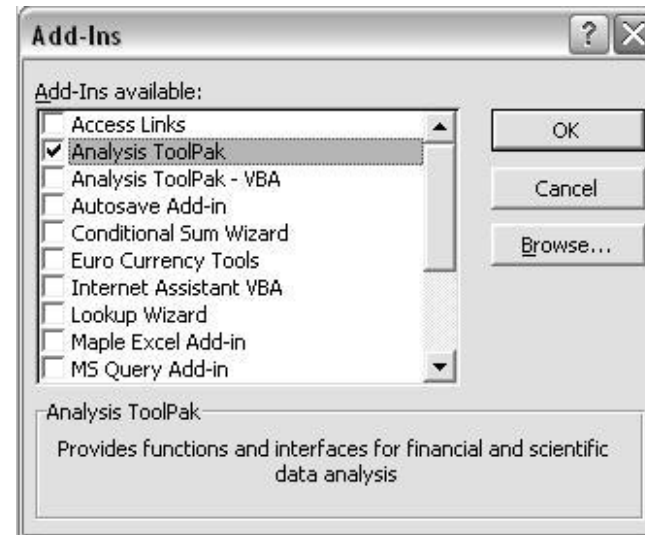 Add-Ins
Add-Ins available:
Access Links
Analysis ToolPak
Analysis ToolPak - VBA
Autosave Add-in
Conditional Sum Wizard
Euro Currency Tools
Internet Assistant VBA
Lookup Wizard
Maple Excel Add-in
MS Query Add-in
OK
Cancel
Browse...
Analysis ToolPak
Provides functions and interfaces for financial and scientific
data analysis